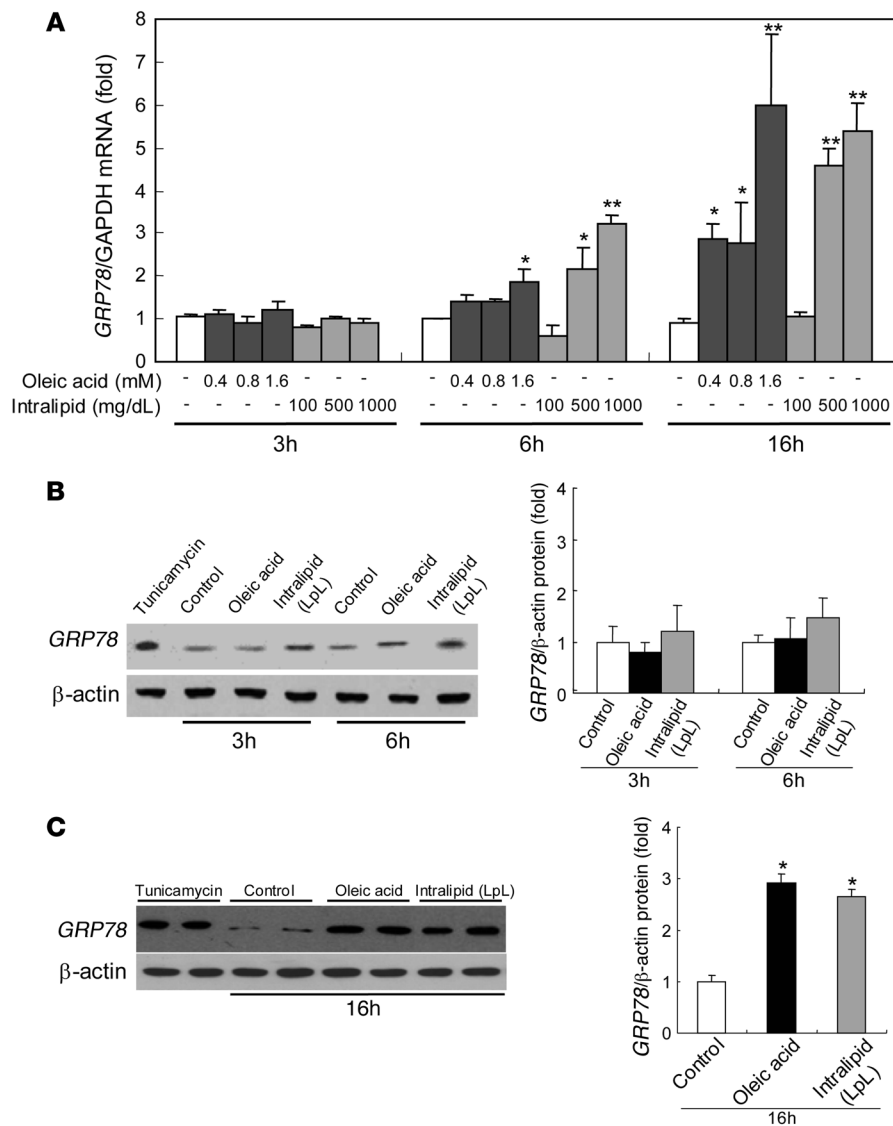 A
GRP78/GAPDH mRNA (fold)
8
7
6
5
4
3
2
1
0
* * ** * * ** ** **
Oleic acid (mM) - 0.4 0.8 1.6 - - - - 0.4 0.8 1.6 - - - - 0.4 0.8 1.6 - - -
Intralipid (mg/dL) - - - - 100 500 1000 - - - - 100 500 1000 - - - - 100 500 1000
3h 6h 16h
B
Tunicamycin Control Oleic acid Intralipid (LpL) Control Oleic acid Intralipid (LpL)
GRP78
β-actin
3h 6h
GRP78/β-actin protein (fold)
4
3
2
1
0
Control Oleic acid Intralipid (LpL) Control Oleic acid Intralipid (LpL)
3h 6h
C
Tunicamycin Control Oleic acid Intralipid (LpL)
GRP78
β-actin
16h
GRP78/β-actin protein (fold)
4
3
2
1
0
* *
Control Oleic acid Intralipid (LpL)
16h